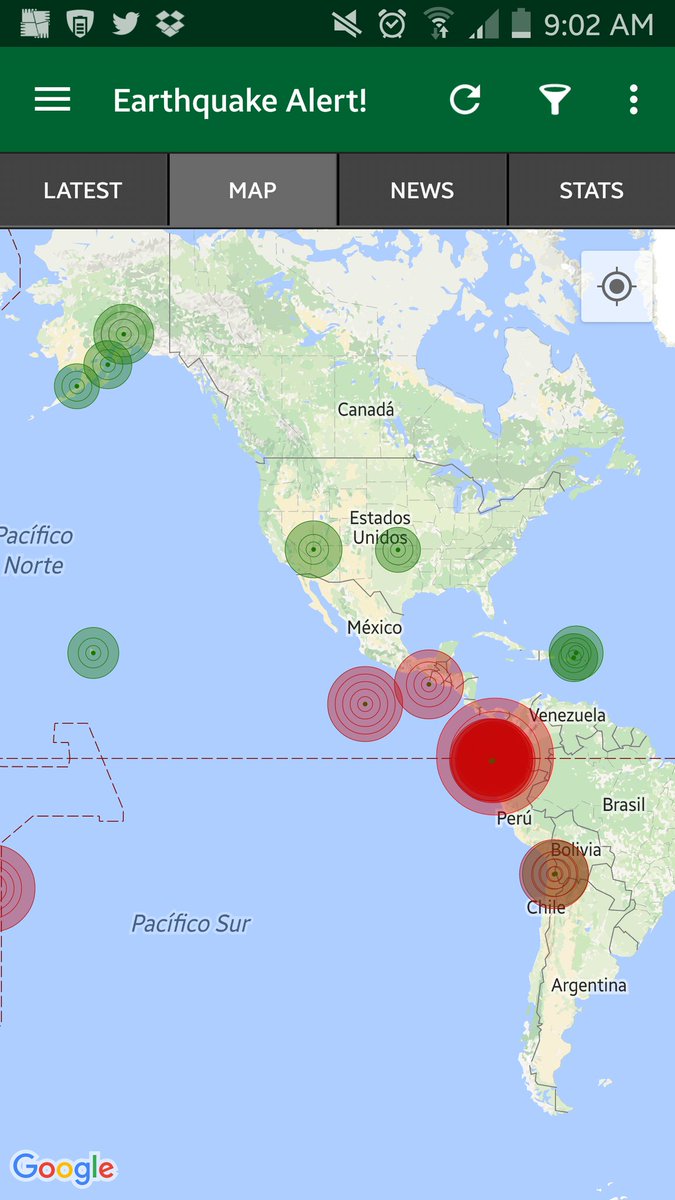 9:02 AM
Earthquake Alert!
LATEST
MAP
NEWS
STATS
Canadá
Estados
Unidos
Pacífico
Norte
México
Venezuela
Perú
Brasil
Bolivia
Chile
Pacífico Sur
Argentina
Google